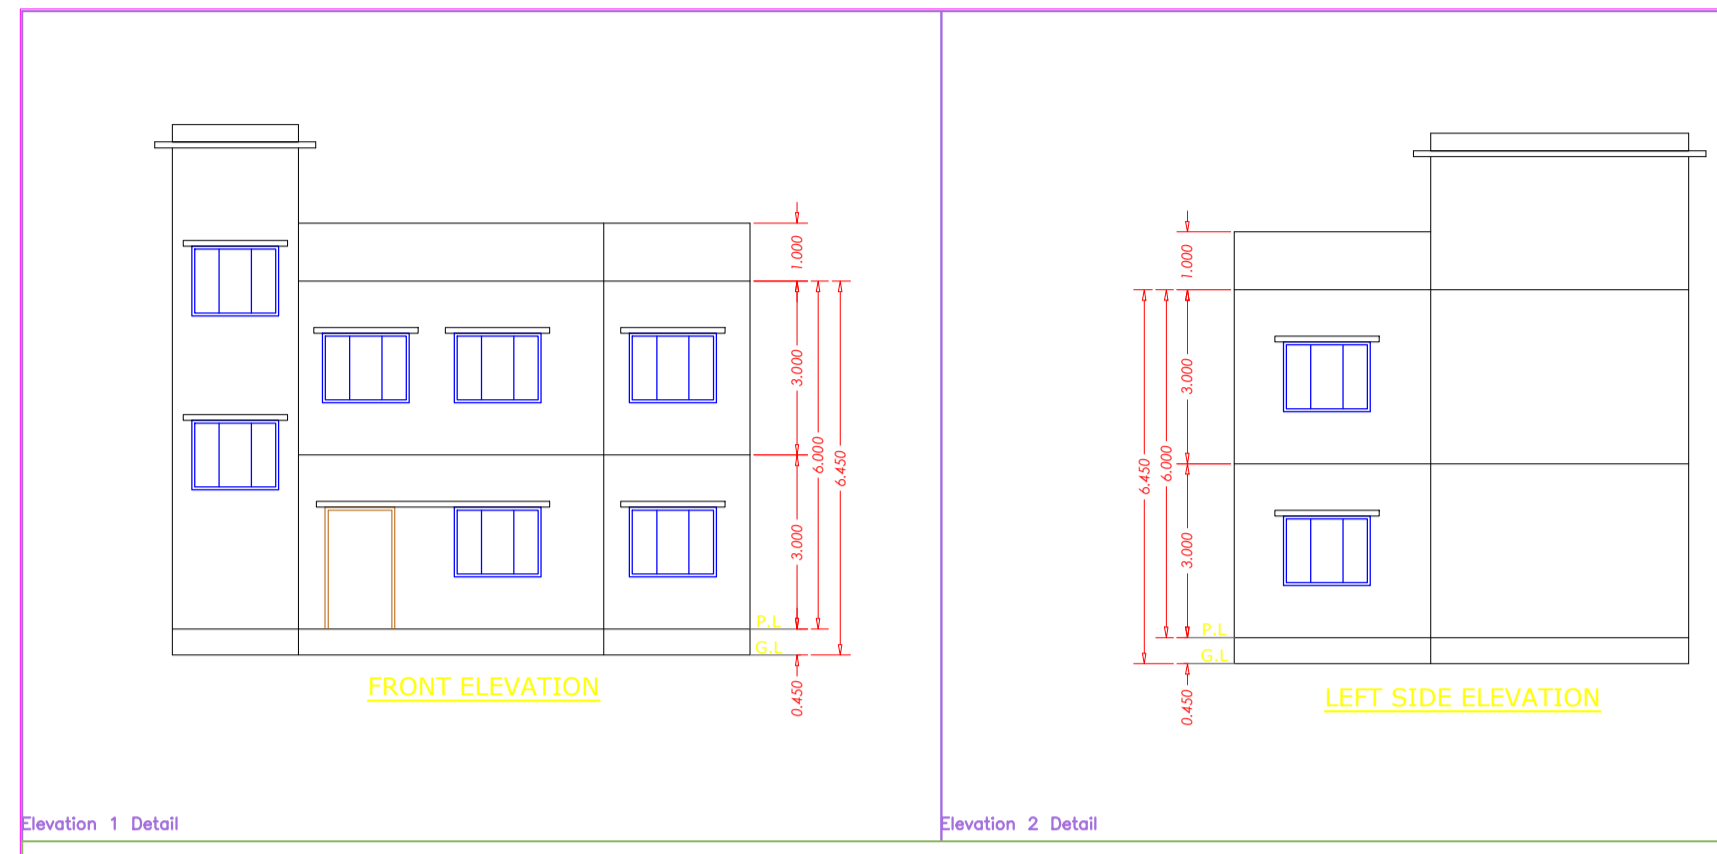 1.000
3.000
6.000
6.450
3.000
P.L
G.L
0.450
FRONT ELEVATION
Elevation 1 Detail
1.000
3.000
6.000
6.450
3.000
P.L
G.L
0.450
LEFT SIDE ELEVATION
Elevation 2 Detail